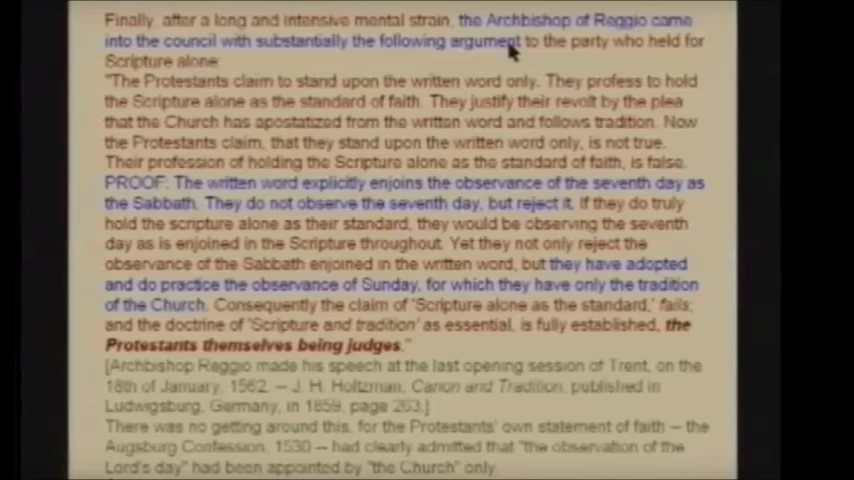 Finally, after a long and intensive mental strain, the Archbishop of Reggio came
into the council with substantially the following argument to the party who held for
Scripture alone:
"The Protestants claim to stand upon the written word only. They profess to hold
the Scripture alone as the standard of faith. They justify their revolt by the plea
that the Church has apostatized from the written word and follows tradition. Now
the Protestants claim, that they stand upon the written word only, is not true.
Their profession of holding the Scripture alone as the standard of faith, is false.
PROOF: The written word explicitly enjoins the observance of the seventh day as
the Sabbath. They do not observe the seventh day, but reject it. If they do truly
hold the scripture alone as their standard, they would be observing the seventh
day as is enjoined in the Scripture throughout. Yet they not only reject the
observance of the Sabbath enjoined in the written word, but they have adopted
and do practice the observance of Sunday, for which they have only the tradition
of the Church. Consequently the claim of 'Scripture alone as the standard,' fails;
and the doctrine of 'Scripture and tradition' as essential, is fully established, the
Protestants themselves being judges."
[Archbishop Reggio made his speech at the last opening session of Trent, on the
18th of January, 1562. -- J. H. Holtzman, Canon and Tradition, published in
Ludwigsburg, Germany, in 1859, page 263.]
There was no getting around this, for the Protestants' own statement of faith -- the
Augsburg Confession, 1530 -- had clearly admitted that "the observation of the
Lord's day" had been appointed by "the Church" only